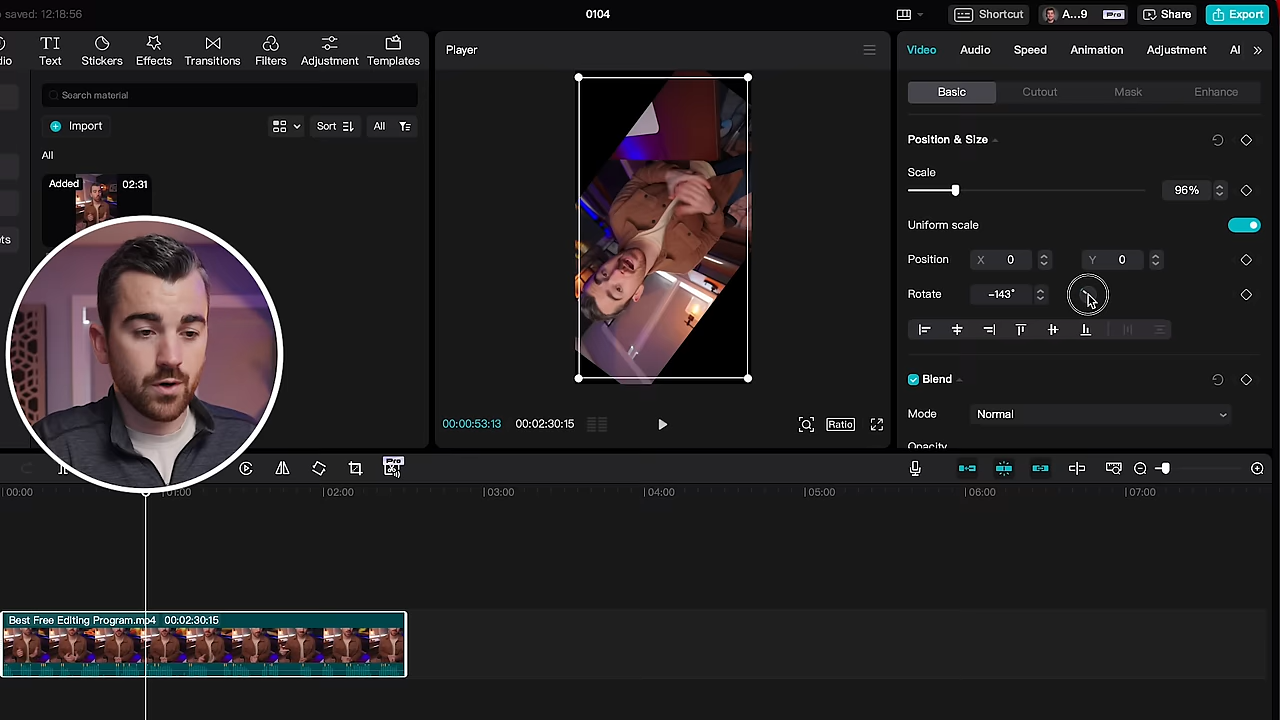 saved: 12:18:56
0104
Shortcut
A...9
Pro
Share
Export
Text
Stickers
Effects
Transitions
Filters
Adjustment
Templates
Search material
Import
Sort
All
All
Added
02:31
Player
00:00:53:13
00:02:30:15
Ratio
Video
Audio
Speed
Animation
Adjustment
AI
Basic
Cutout
Mask
Enhance
Position & Size
Scale
96%
Uniform scale
Position
X 0
Y 0
Rotate
-143°
Blend
Mode
Normal
Opacity
Pro
00:00
01:00
02:00
03:00
04:00
05:00
06:00
07:00
Best Free Editing Program.mp4 00:02:30:15